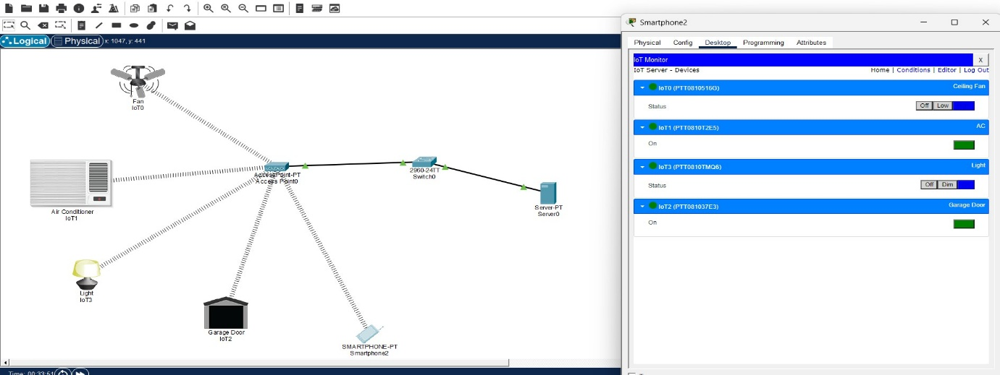 Logical Physical x: 1047, y: 441
Fan
IoT0
Air Conditioner
IoT1
AccessPoint-PT
Access Point0
2960-24TT
Switch0
Server-PT
Server0
Light
IoT3
Garage Door
IoT2
SMARTPHONE-PT
Smartphone2
Time: 00:33:51
Smartphone2
Physical Config Desktop Programming Attributes
IoT Monitor X
IoT Server - Devices Home | Conditions | Editor | Log Out
IoT0 (PTT0810516G) Ceiling Fan
Status Off Low
IoT1 (PTT0810T2E5) AC
On
IoT3 (PTT0810TMQ6) Light
Status Off Dim
IoT2 (PTT081037E3) Garage Door
On